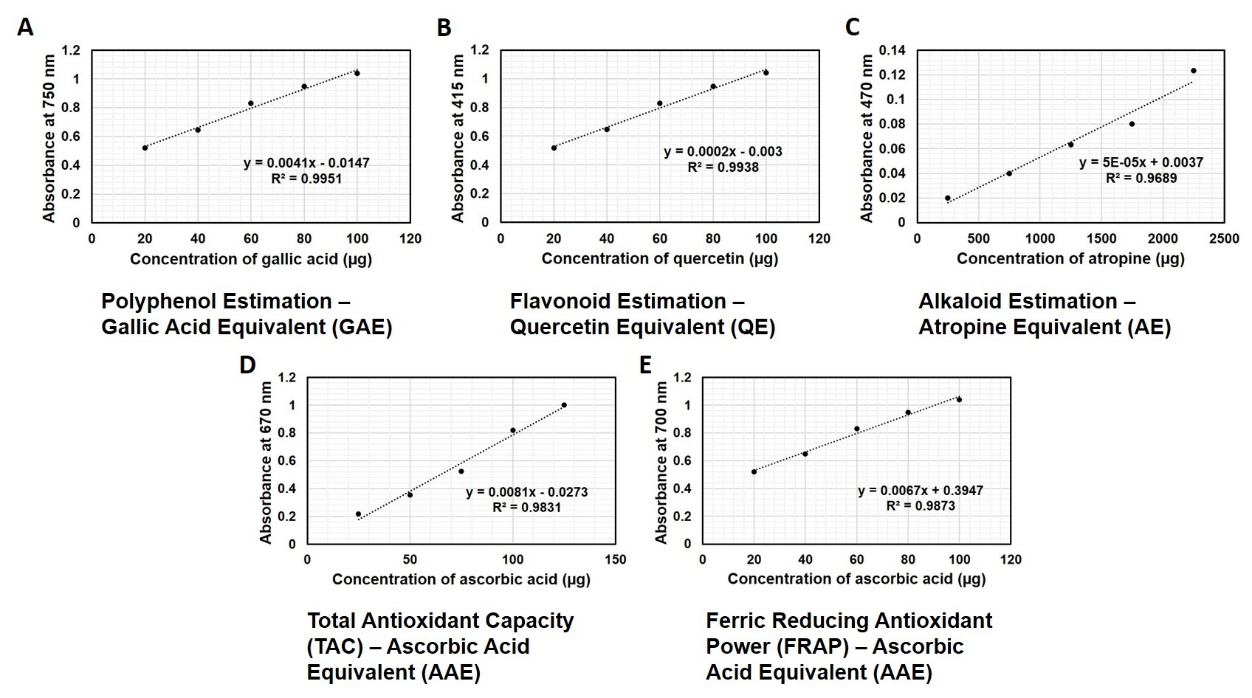 A
Absorbance at 750 nm
1.2
1
0.8
0.6
0.4
0.2
0
y = 0.0041x - 0.0147
R² = 0.9951
0 20 40 60 80 100 120
Concentration of gallic acid (µg)
Polyphenol Estimation –
Gallic Acid Equivalent (GAE)
B
Absorbance at 415 nm
1.2
1
0.8
0.6
0.4
0.2
0
y = 0.0002x - 0.003
R² = 0.9938
0 20 40 60 80 100 120
Concentration of quercetin (µg)
Flavonoid Estimation –
Quercetin Equivalent (QE)
C
Absorbance at 470 nm
0.14
0.12
0.1
0.08
0.06
0.04
0.02
0
y = 5E-05x + 0.0037
R² = 0.9689
0 500 1000 1500 2000 2500
Concentration of atropine (µg)
Alkaloid Estimation –
Atropine Equivalent (AE)
D
Absorbance at 670 nm
1.2
1
0.8
0.6
0.4
0.2
0
y = 0.0081x - 0.0273
R² = 0.9831
0 50 100 150
Concentration of ascorbic acid (µg)
Total Antioxidant Capacity
(TAC) – Ascorbic Acid
Equivalent (AAE)
E
Absorbance at 700 nm
1.2
1
0.8
0.6
0.4
0.2
0
y = 0.0067x + 0.3947
R² = 0.9873
0 20 40 60 80 100 120
Concentration of ascorbic acid (µg)
Ferric Reducing Antioxidant
Power (FRAP) – Ascorbic
Acid Equivalent (AAE)